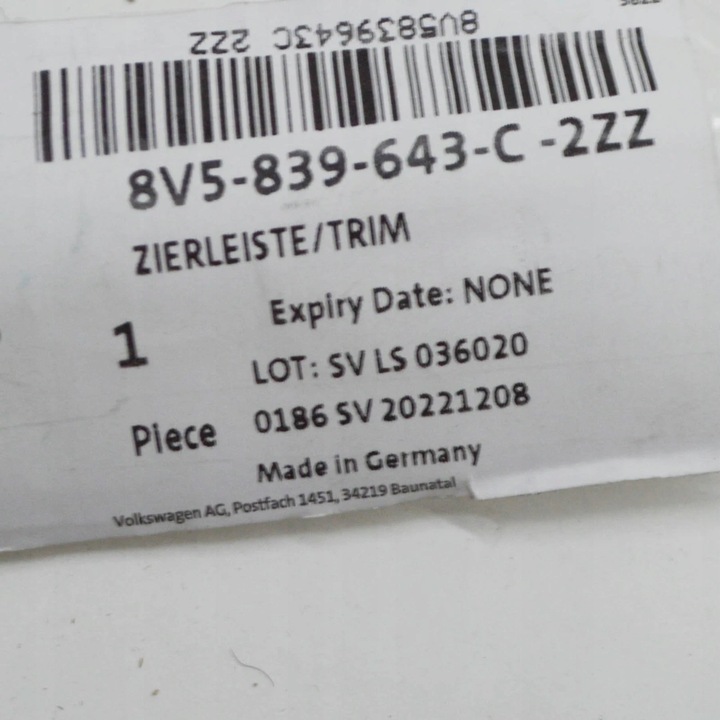 8V5839643C 2ZZ
8V5-839-643-C -2ZZ
ZIERLEISTE/TRIM
Expiry Date: NONE
1
LOT: SV LS 036020
Piece 0186 SV 20221208
Made in Germany
Volkswagen AG, Postfach 1451, 34219 Baunatal